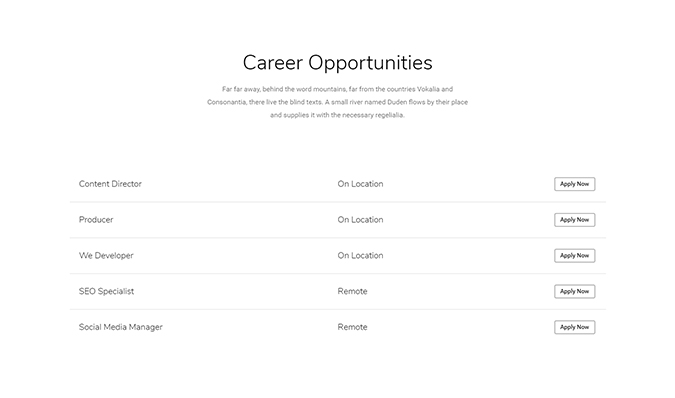 Career Opportunities
Far far away, behind the word mountains, far from the countries Vokalia and
Consonantia, there live the blind texts. A small river named Duden flows by their place
and supplies it with the necessary regelialia.
Content Director On Location Apply Now
Producer On Location Apply Now
We Developer On Location Apply Now
SEO Specialist Remote Apply Now
Social Media Manager Remote Apply Now